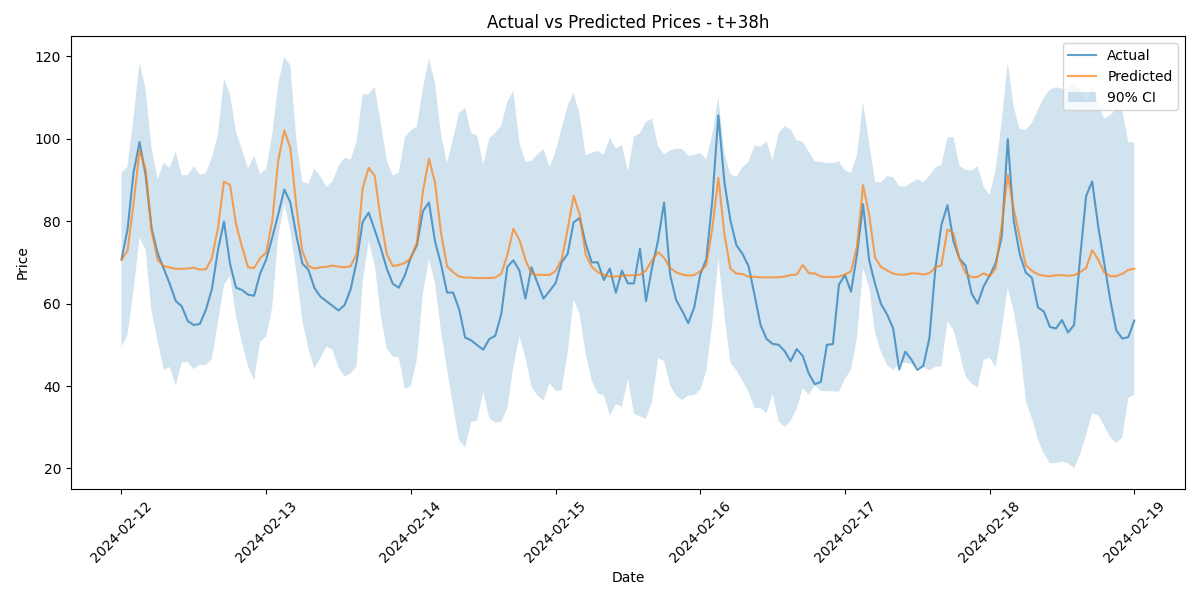 Actual vs Predicted Prices - t+38h
Actual
Predicted
90% CI
Price
120
100
80
60
40
20
2024-02-12
2024-02-13
2024-02-14
2024-02-15
2024-02-16
2024-02-17
2024-02-18
2024-02-19
Date